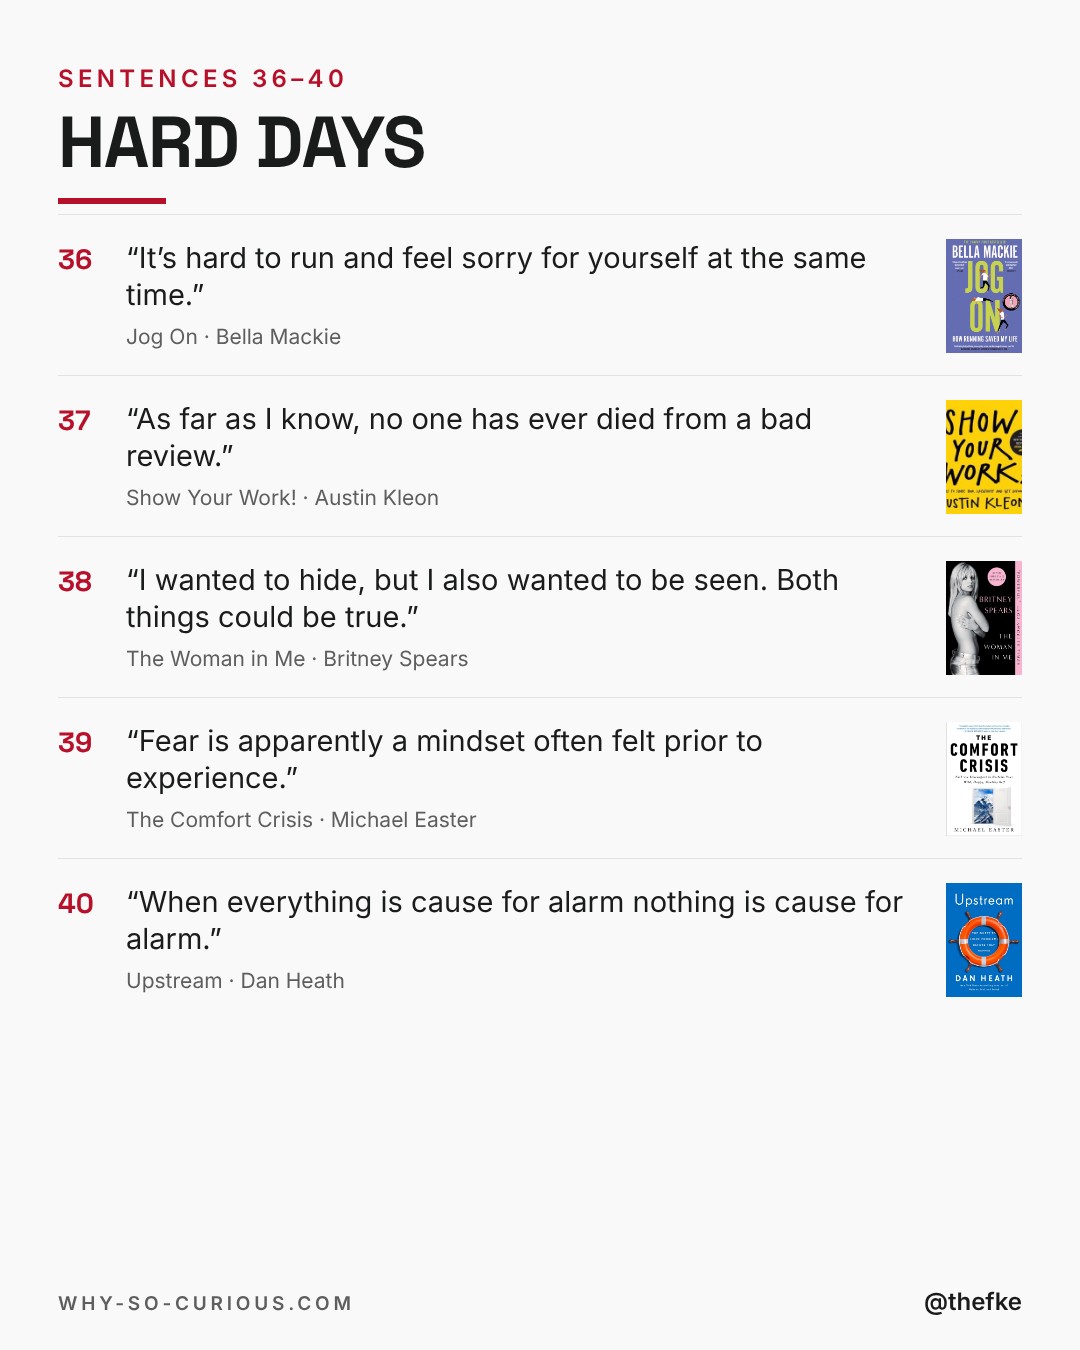 SENTENCES 36–40
HARD DAYS
36
“It’s hard to run and feel sorry for yourself at the same
time.”
Jog On · Bella Mackie
BELLA MACKIE
JOG
ON
HOW RUNNING SAVED MY LIFE
37
“As far as I know, no one has ever died from a bad
review.”
Show Your Work! · Austin Kleon
SHOW
YOUR
WORK!
AUSTIN KLEON
38
“I wanted to hide, but I also wanted to be seen. Both
things could be true.”
The Woman in Me · Britney Spears
BRITNEY
SPEARS
THE
WOMAN
IN ME
39
“Fear is apparently a mindset often felt prior to
experience.”
The Comfort Crisis · Michael Easter
THE
COMFORT
CRISIS
MICHAEL EASTER
40
“When everything is cause for alarm nothing is cause for
alarm.”
Upstream · Dan Heath
Upstream
DAN HEATH
WHY-SO-CURIOUS.COM
@thefke